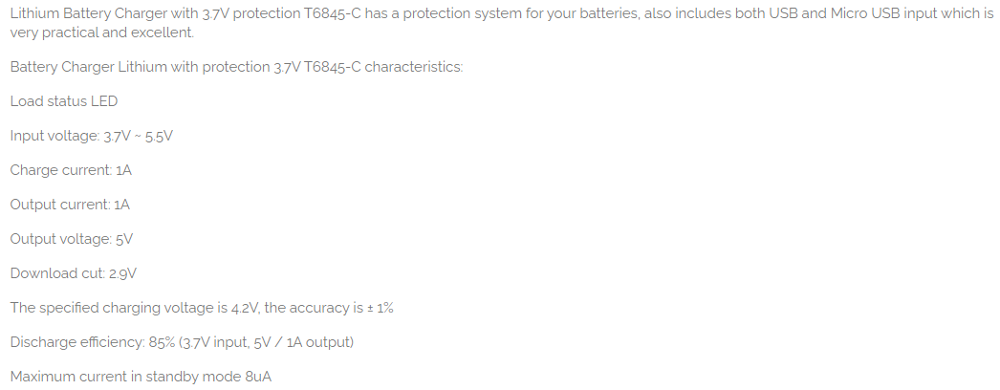 Lithium Battery Charger with 3.7V protection T6845-C has a protection system for your batteries, also includes both USB and Micro USB input which is
very practical and excellent.
Battery Charger Lithium with protection 3.7V T6845-C characteristics:
Load status LED
Input voltage: 3.7V ~ 5.5V
Charge current: 1A
Output current: 1A
Output voltage: 5V
Download cut: 2.9V
The specified charging voltage is 4.2V, the accuracy is ± 1%
Discharge efficiency: 85% (3.7V input, 5V / 1A output)
Maximum current in standby mode 8uA